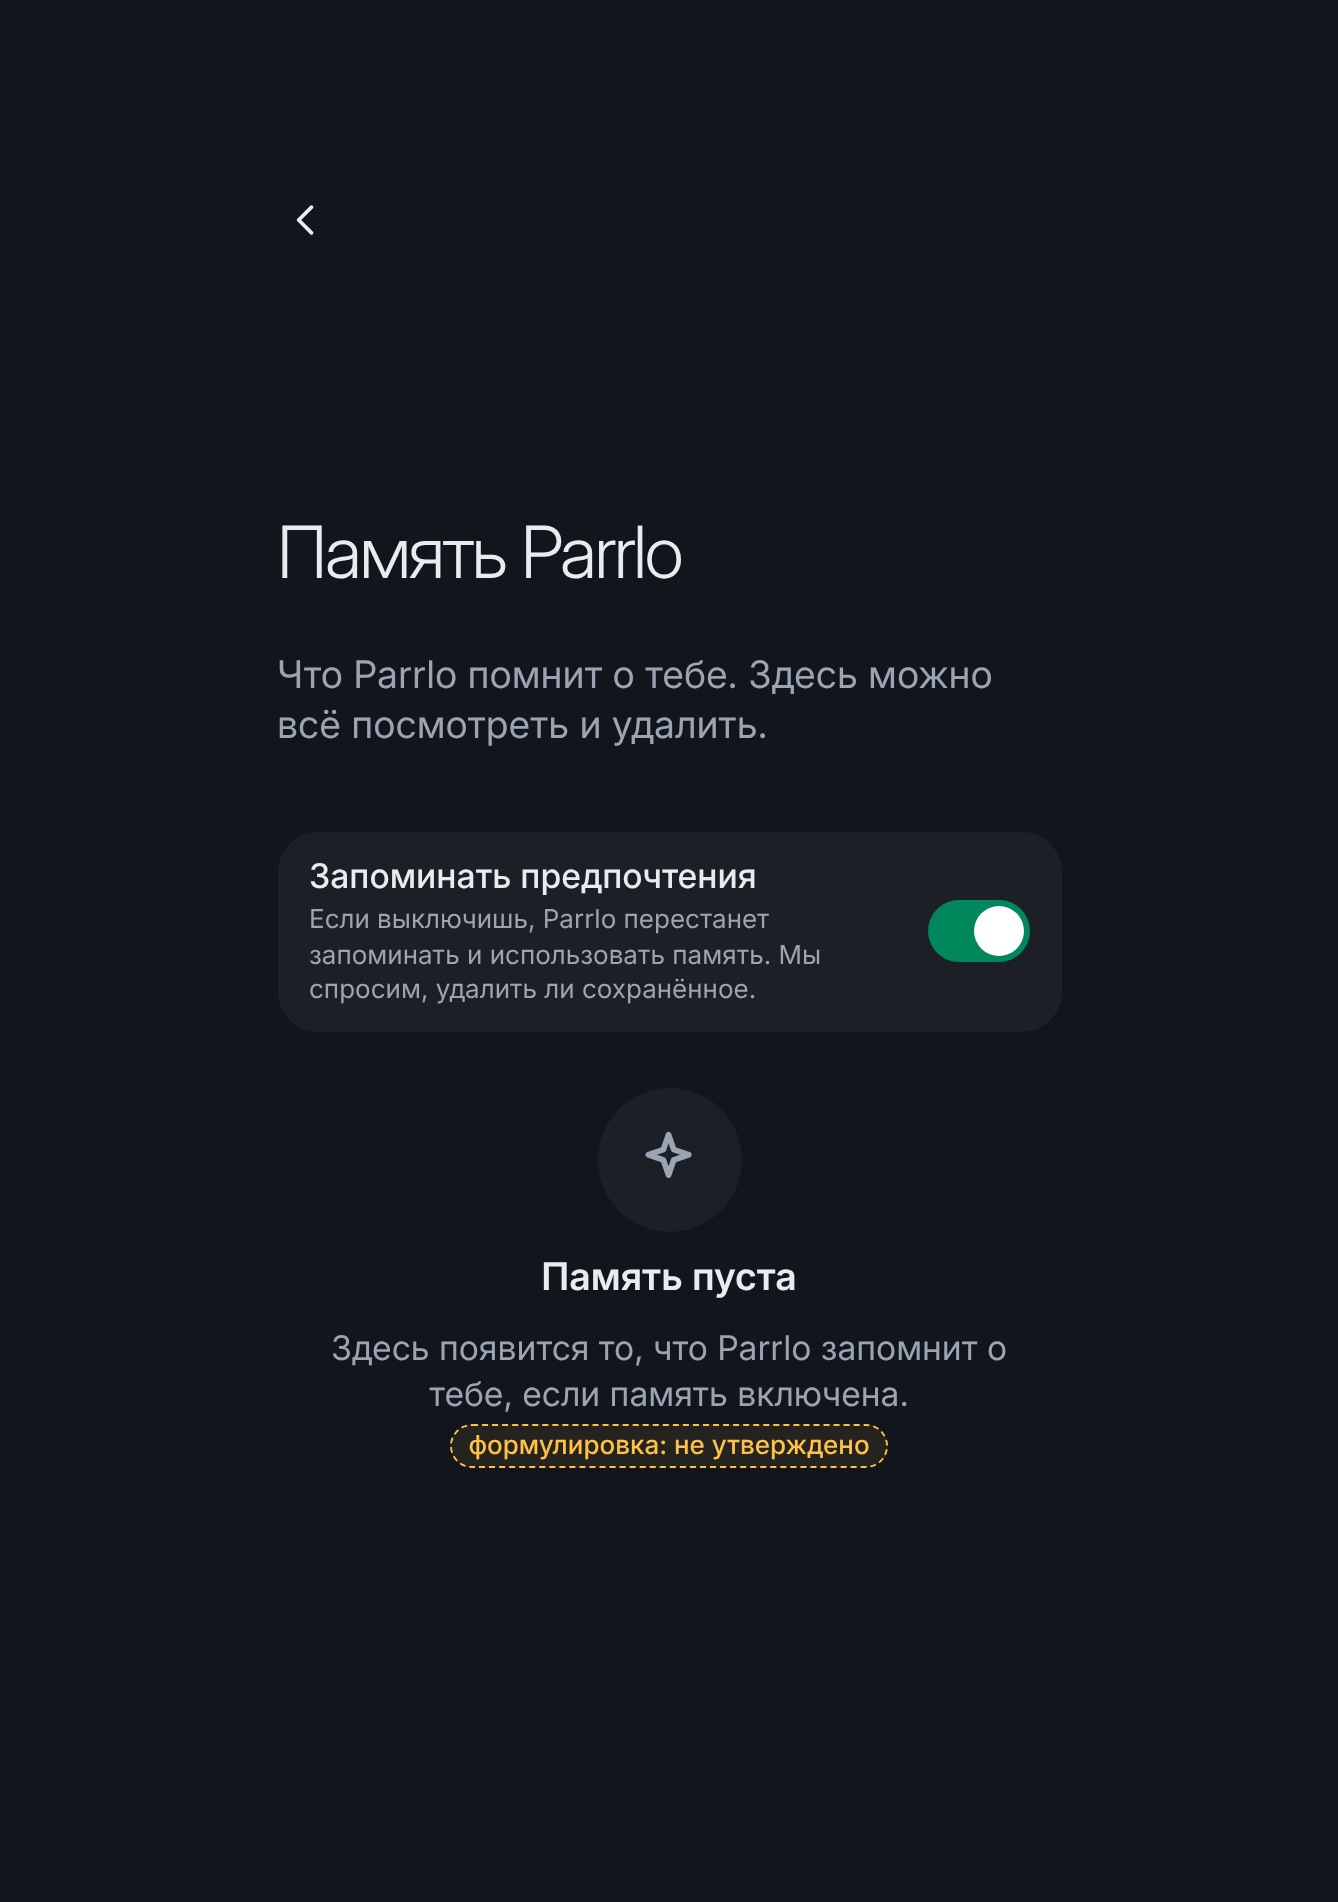 Память Parrlo
Что Parrlo помнит о тебе. Здесь можно
всё посмотреть и удалить.
Запоминать предпочтения
Если выключишь, Parrlo перестанет
запоминать и использовать память. Мы
спросим, удалить ли сохранённое.
Память пуста
Здесь появится то, что Parrlo запомнит о
тебе, если память включена.
формулировка: не утверждено